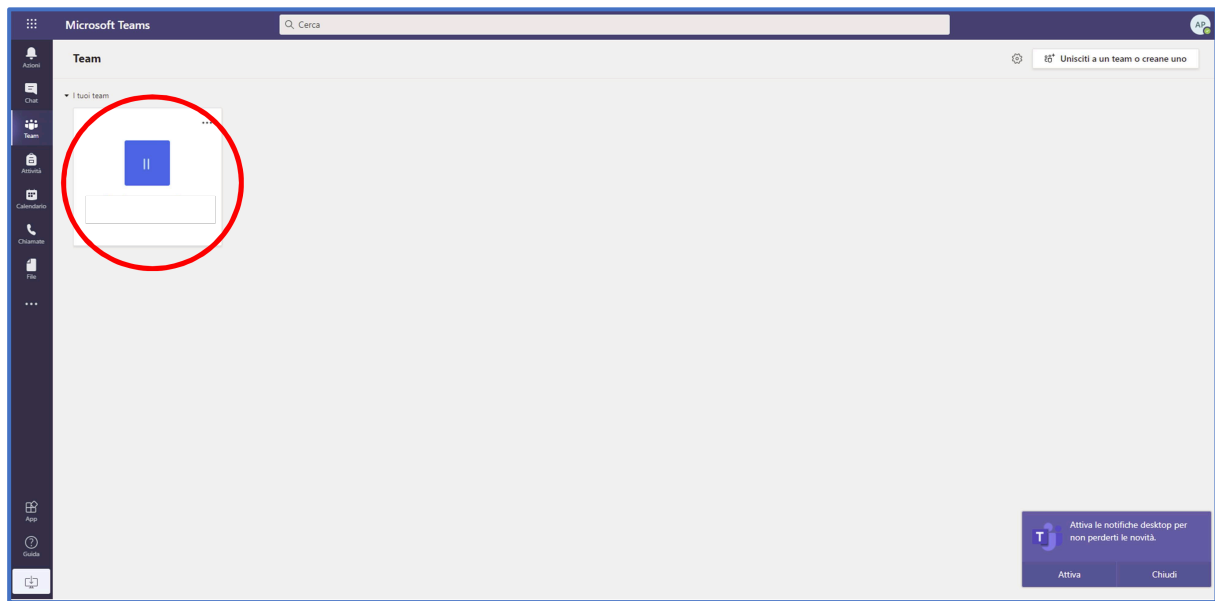 Microsoft Teams
Cerca
AP
Azioni
Chat
Team
Attività
Calendario
Chiamate
File
App
Guida
Team
Unisciti a un team o creane uno
I tuoi team
II
T
Attiva le notifiche desktop per
non perderti le novità.
Attiva
Chiudi